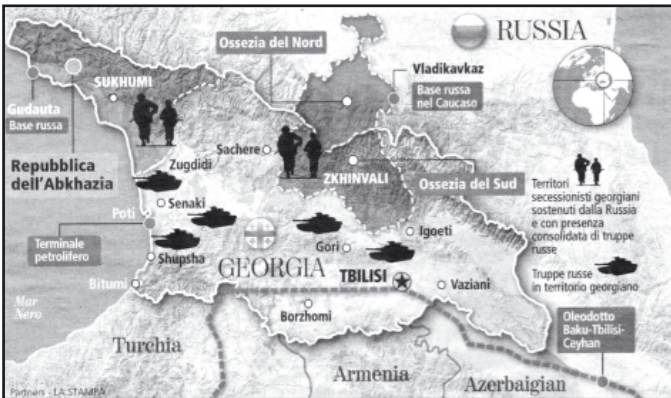 RUSSIA
Ossezia del Nord
Vladikavkaz
Base russa
nel Caucaso
SUKHUMI
Gudauta
Base russa
Repubblica
dell'Abkhazia
Sachere
Zugdidi
ZKHINVALI
Ossezia del Sud
Senaki
Poti
Terminale
petrolifero
Shupsha
Gori
Igoeti
GEORGIA
TBILISI
Bitumi
Vaziani
Borzhomi
Mar
Nero
Turchia
Armenia
Azerbaigian
Territori
secessionisti georgiani
sostenuti dalla Russia
e con presenza
consolidata di truppe
russe
Truppe russe
in territorio georgiano
Oleodotto
Baku-Tbilisi-
Ceyhan
Partners - LA STAMPA